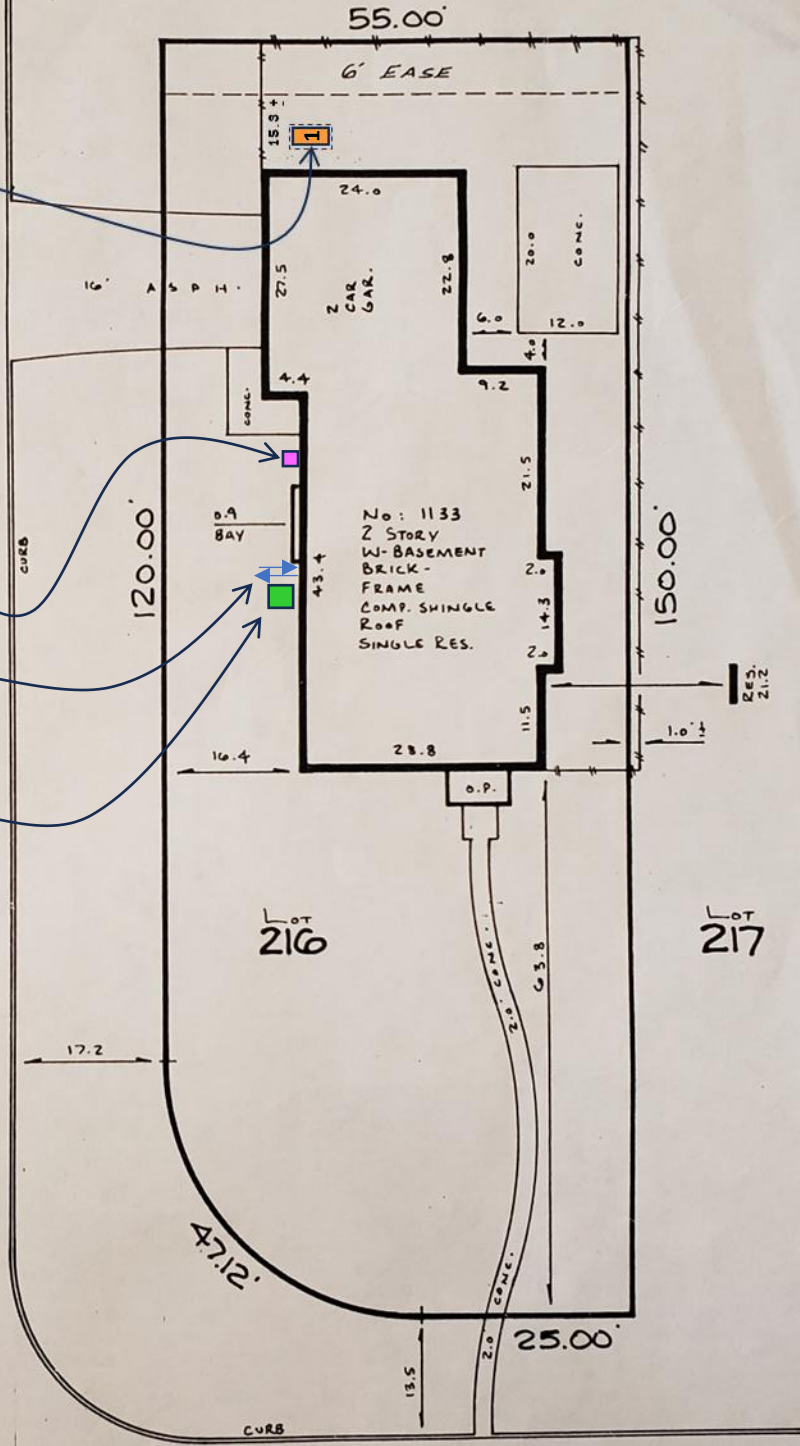 55.00'
6' EASE
15.3 ±
1
24.0
27.5
2
CAR
GAR.
22.8
20.0
CONC.
12.0
6.0
4.0
16' ASPH.
4.4
9.2
CONC.
21.5
0.9
BAY
43.4
No: 1133
2 STORY
W-BASEMENT
BRICK-
FRAME
COMP. SHINGLE
ROOF
SINGLE RES.
2.0
14.3
2.0
CURB
120.00'
150.00'
RES.
21.2
11.5
1.0'±
16.4
28.8
O.P.
LOT
216
LOT
217
2.0' CONC.
63.8
17.2
47.12'
2.0 CONC.
25.00'
13.5
CURB